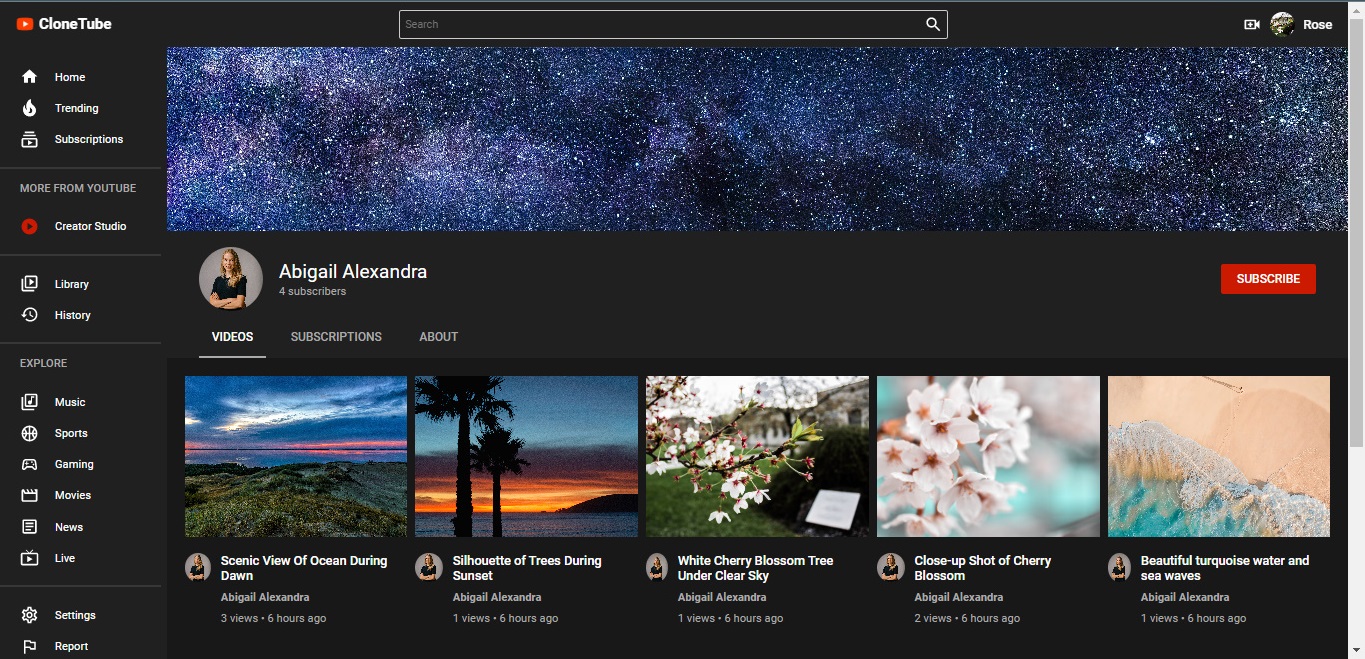 CloneTube
Search
Rose
Home
Trending
Subscriptions
MORE FROM YOUTUBE
Creator Studio
Library
History
EXPLORE
Music
Sports
Gaming
Movies
News
Live
Settings
Report
Abigail Alexandra
4 subscribers
SUBSCRIBE
VIDEOS
SUBSCRIPTIONS
ABOUT
Scenic View Of Ocean During
Dawn
Abigail Alexandra
3 views • 6 hours ago
Silhouette of Trees During
Sunset
Abigail Alexandra
1 views • 6 hours ago
White Cherry Blossom Tree
Under Clear Sky
Abigail Alexandra
1 views • 6 hours ago
Close-up Shot of Cherry
Blossom
Abigail Alexandra
2 views • 6 hours ago
Beautiful turquoise water and
sea waves
Abigail Alexandra
1 views • 6 hours ago